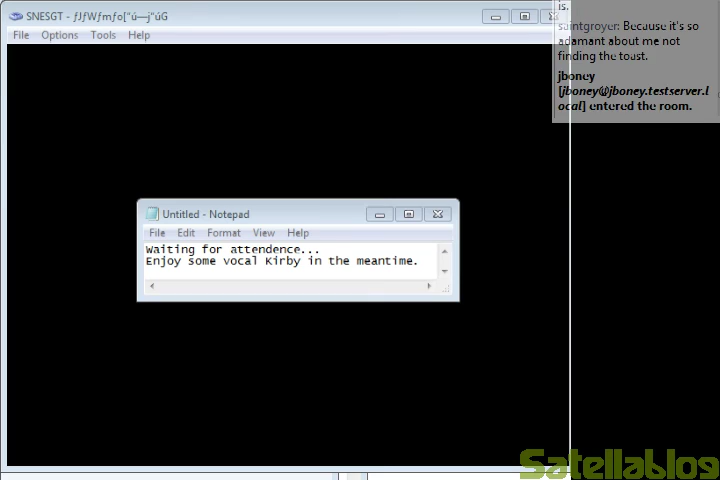 SNESGT - ƒJƒWƒmƒo["ú—j"úG
File Options Tools Help
is.
saintgroyer: Because it's so
adamant about me not
finding the toast.
jboney
[jboney@jboney.testserver.l
ocal] entered the room.
Untitled - Notepad
File Edit Format View Help
Waiting for attendence...
Enjoy some vocal Kirby in the meantime.
Satellablog